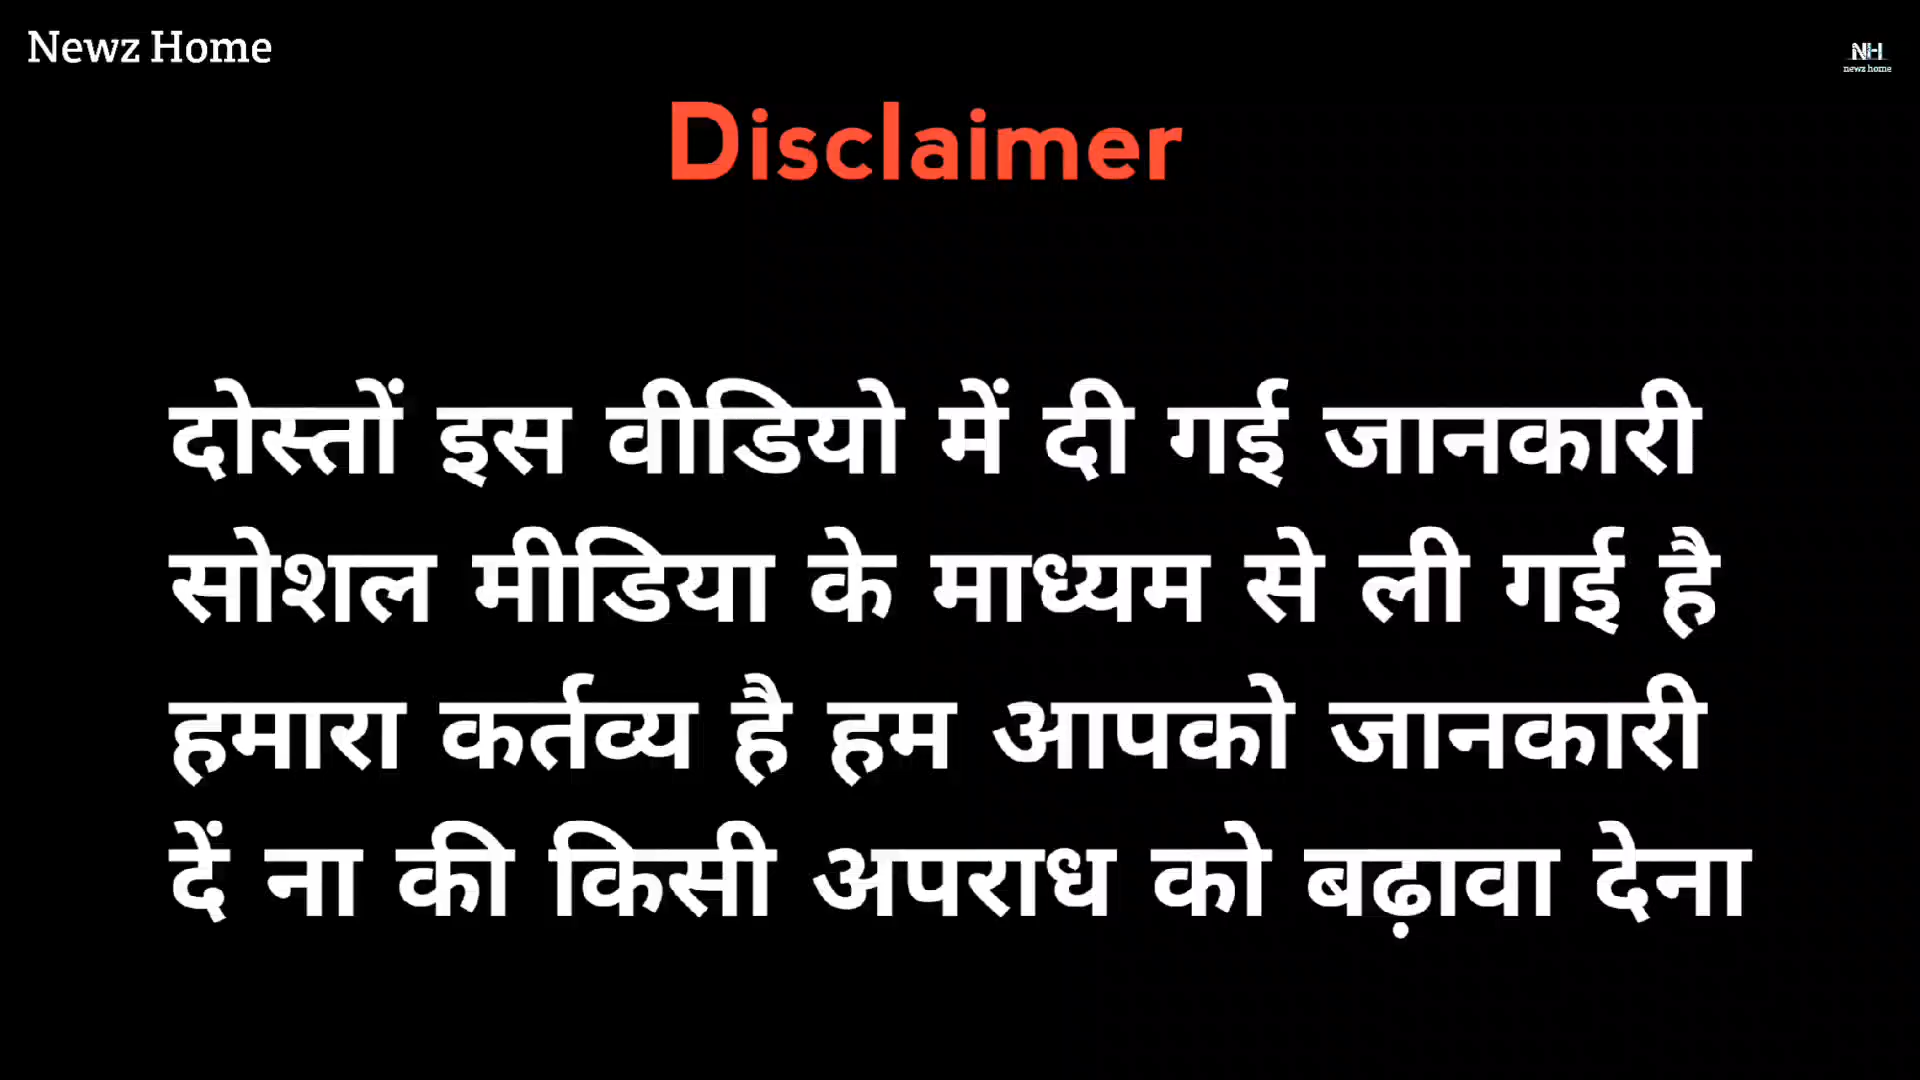 Newz Home
NH
newz home
Disclaimer
दोस्तों इस वीडियो में दी गई जानकारी
सोशल मीडिया के माध्यम से ली गई है
हमारा कर्तव्य है हम आपको जानकारी
दें ना की किसी अपराध को बढ़ावा देना